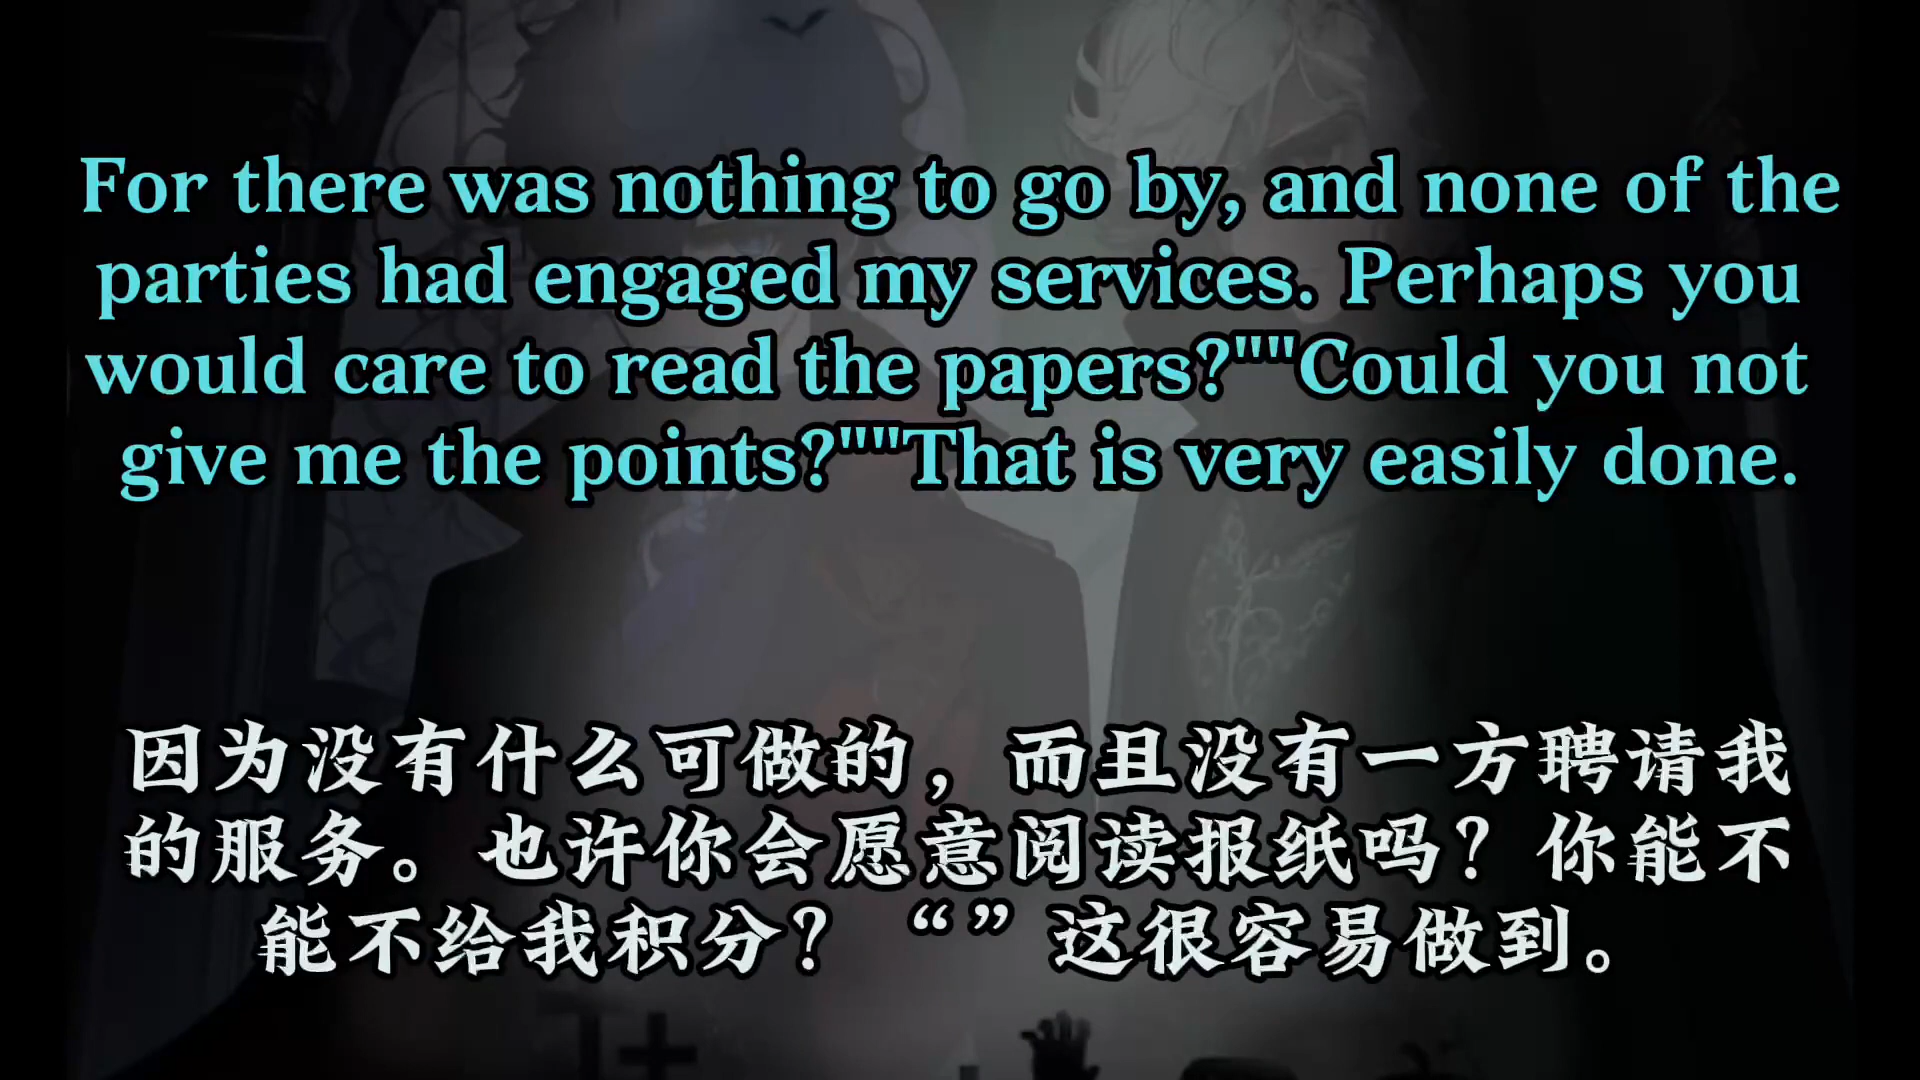 For there was nothing to go by, and none of the
parties had engaged my services. Perhaps you
would care to read the papers?""Could you not
give me the points?""That is very easily done.
因为没有什么可做的，而且没有一方聘请我
的服务。也许你会愿意阅读报纸吗？你能不
能不给我积分？“”这很容易做到。